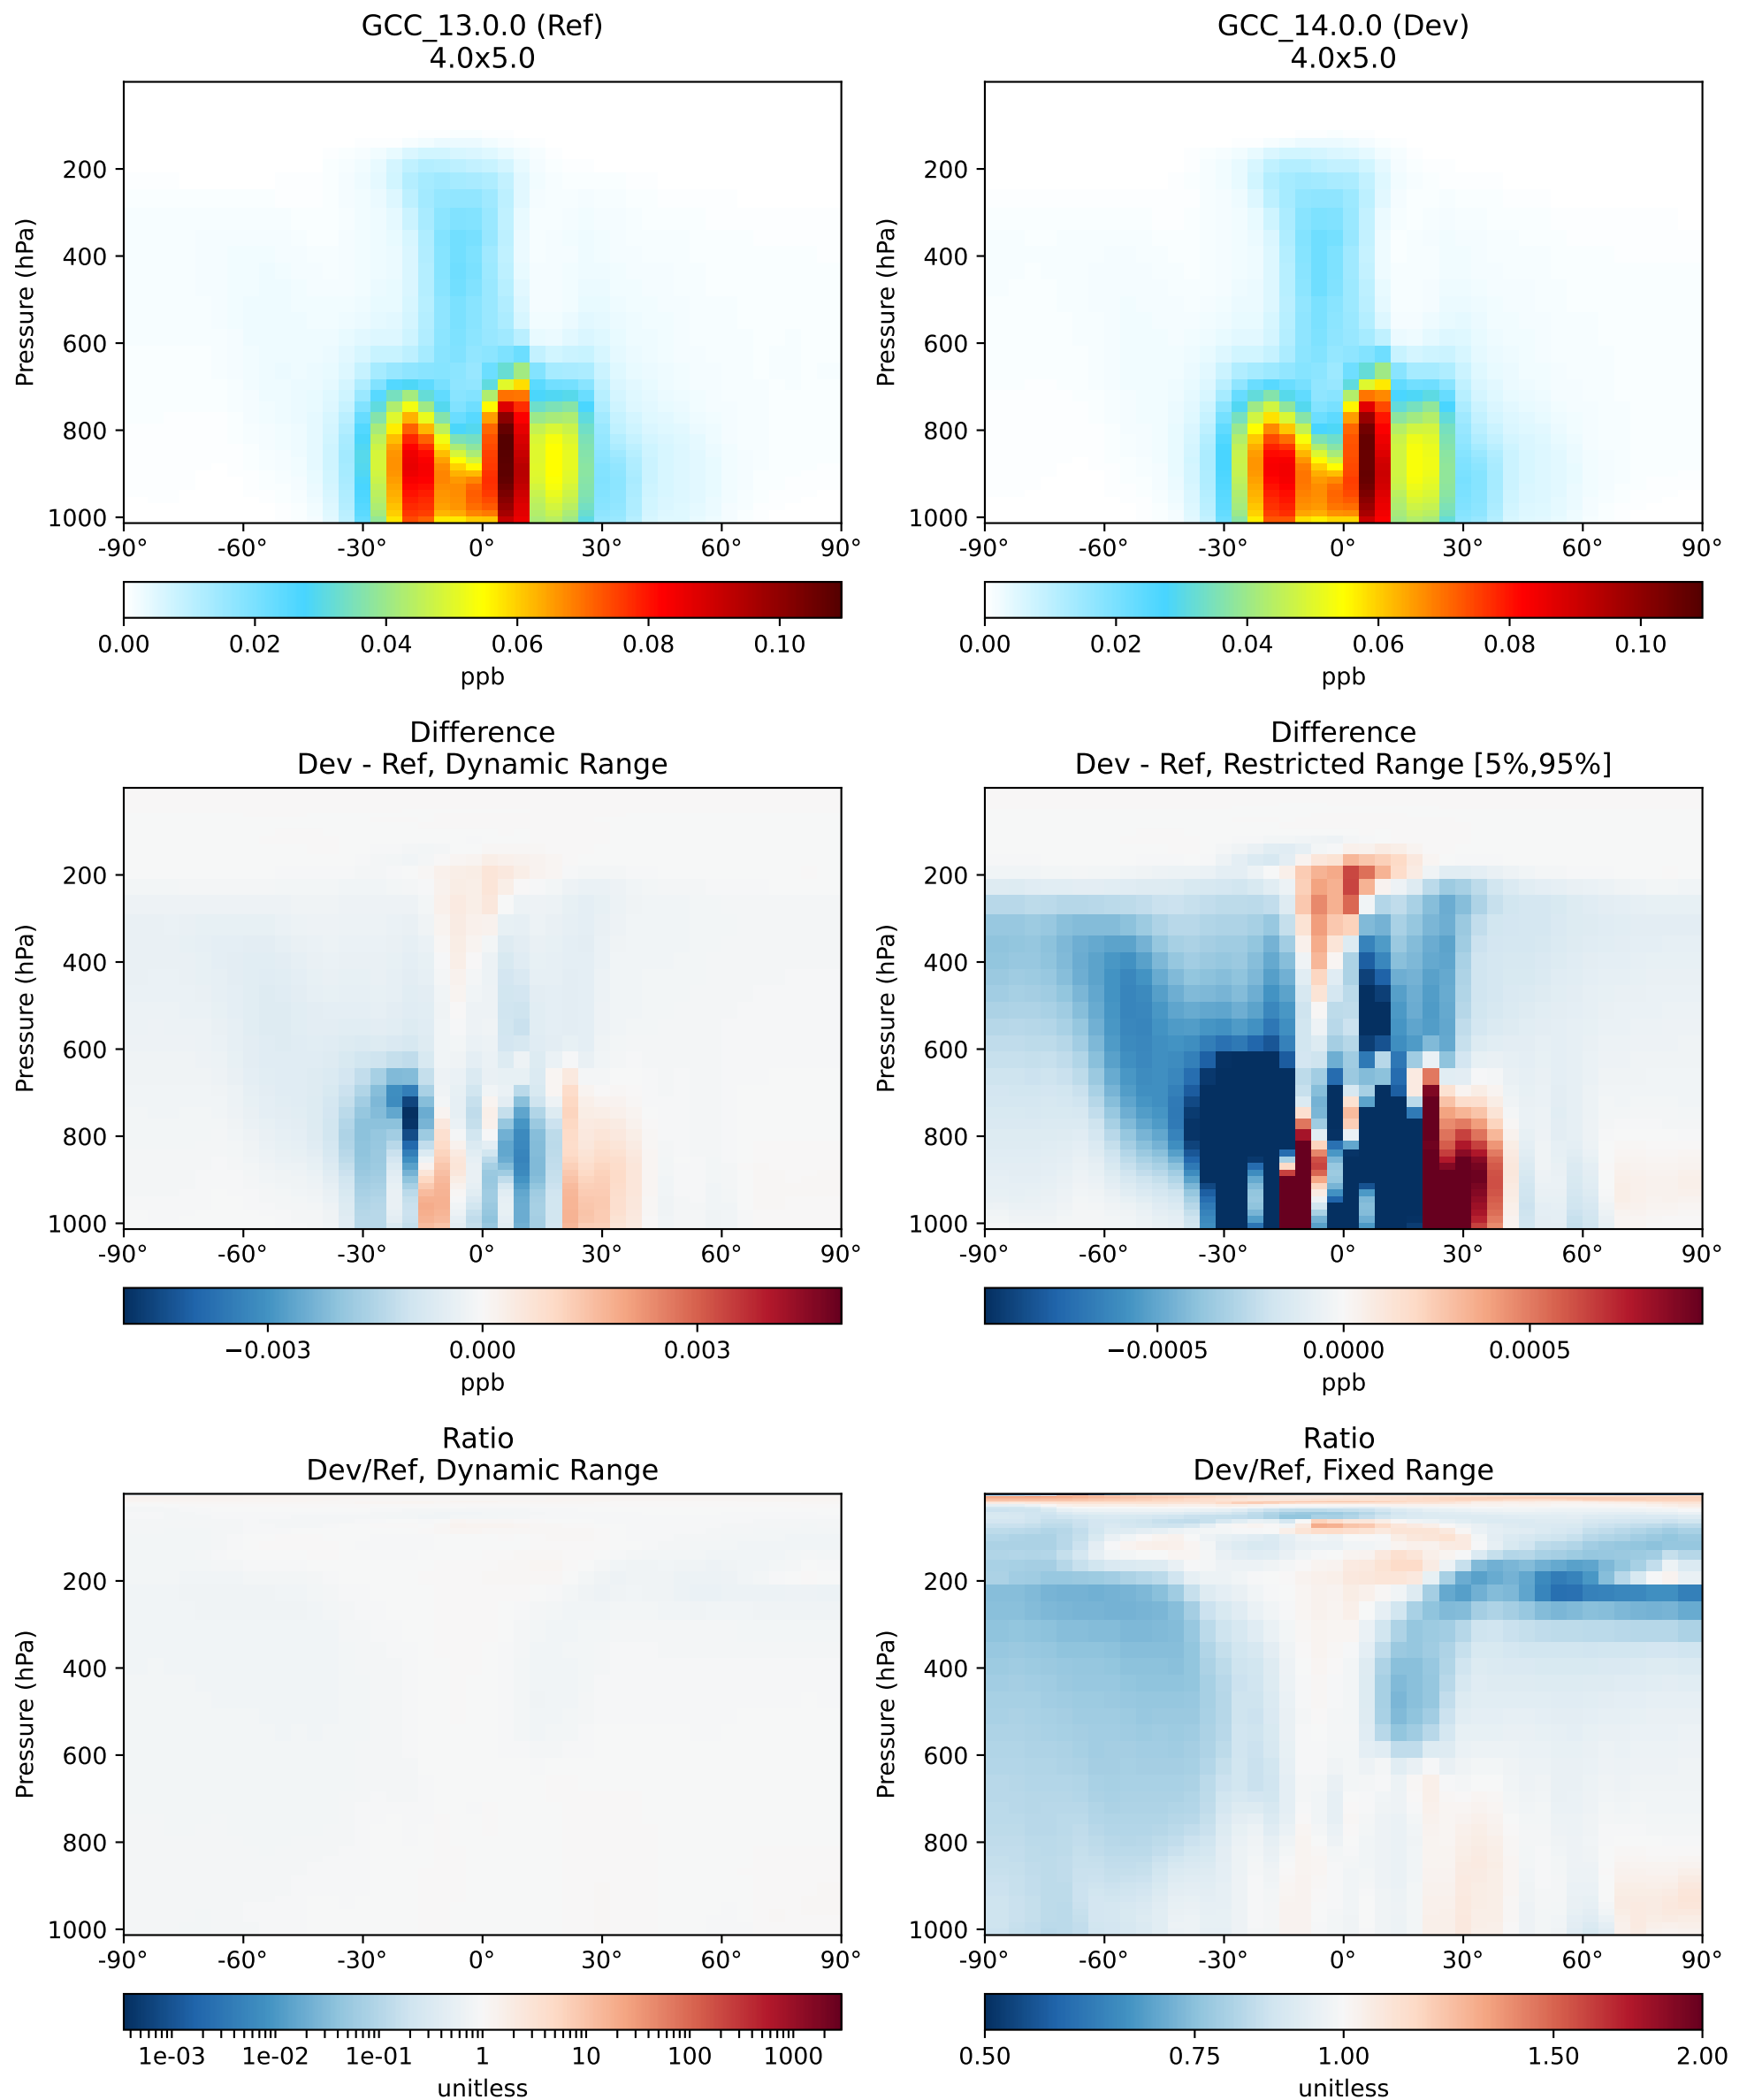 GCC_13.0.0 (Ref)
4.0x5.0
Pressure (hPa)
200
400
600
800
1000
-90° -60° -30° 0° 30° 60° 90°
0.00 0.02 0.04 0.06 0.08 0.10
ppb
GCC_14.0.0 (Dev)
4.0x5.0
Pressure (hPa)
200
400
600
800
1000
-90° -60° -30° 0° 30° 60° 90°
0.00 0.02 0.04 0.06 0.08 0.10
ppb
Difference
Dev - Ref, Dynamic Range
Pressure (hPa)
200
400
600
800
1000
-90° -60° -30° 0° 30° 60° 90°
−0.003 0.000 0.003
ppb
Difference
Dev - Ref, Restricted Range [5%,95%]
Pressure (hPa)
200
400
600
800
1000
-90° -60° -30° 0° 30° 60° 90°
−0.0005 0.0000 0.0005
ppb
Ratio
Dev/Ref, Dynamic Range
Pressure (hPa)
200
400
600
800
1000
-90° -60° -30° 0° 30° 60° 90°
1e-03 1e-02 1e-01 1 10 100 1000
unitless
Ratio
Dev/Ref, Fixed Range
Pressure (hPa)
200
400
600
800
1000
-90° -60° -30° 0° 30° 60° 90°
0.50 0.75 1.00 1.50 2.00
unitless